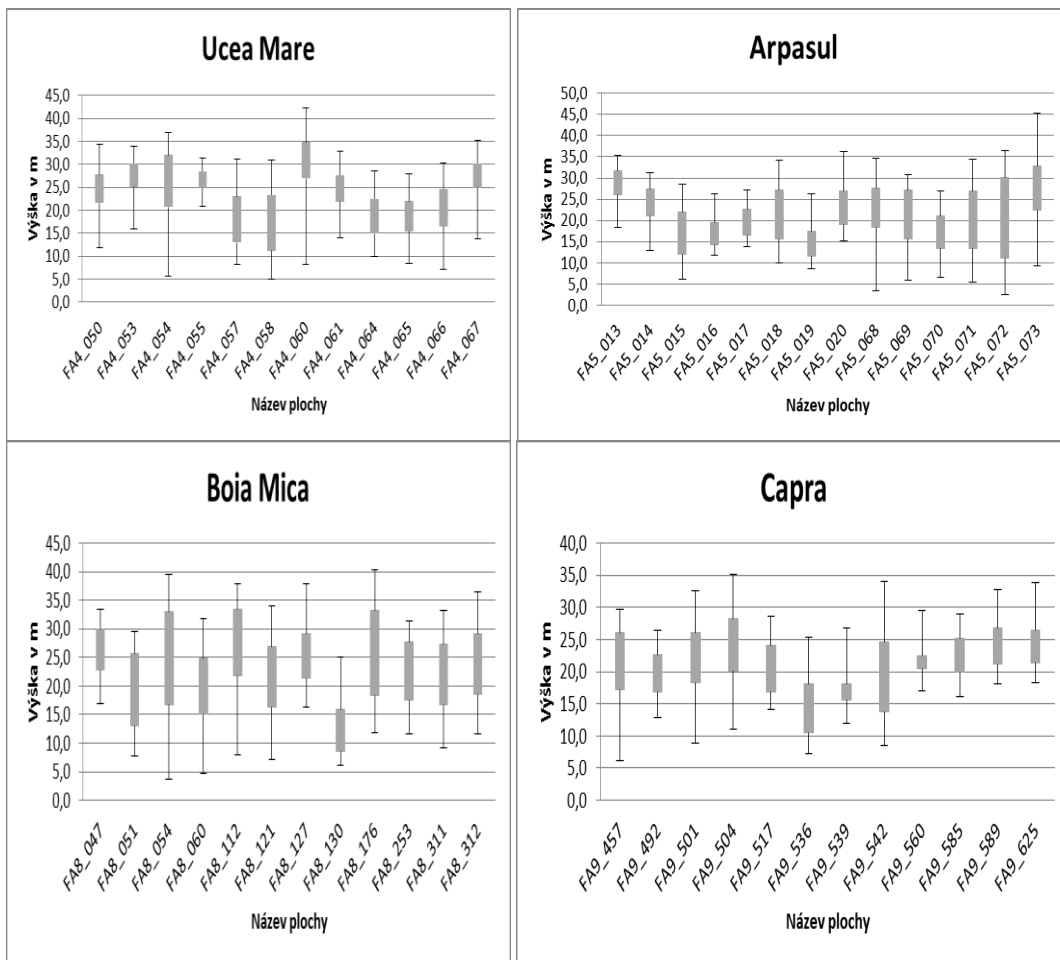 Ucea Mare
Výška v m
45,0
40,0
35,0
30,0
25,0
20,0
15,0
10,0
5,0
0,0
FA4_050
FA4_053
FA4_054
FA4_055
FA4_057
FA4_058
FA4_060
FA4_061
FA4_064
FA4_065
FA4_066
FA4_067
Název plochy
Arpasul
Výška v m
50,0
45,0
40,0
35,0
30,0
25,0
20,0
15,0
10,0
5,0
0,0
FA5_013
FA5_014
FA5_015
FA5_016
FA5_017
FA5_018
FA5_019
FA5_020
FA5_068
FA5_069
FA5_070
FA5_071
FA5_072
FA5_073
Název plochy
Boia Mica
Výška v m
45,0
40,0
35,0
30,0
25,0
20,0
15,0
10,0
5,0
0,0
FA8_047
FA8_051
FA8_054
FA8_060
FA8_112
FA8_121
FA8_127
FA8_130
FA8_176
FA8_253
FA8_311
FA8_312
Název plochy
Capra
Výška v m
40,0
35,0
30,0
25,0
20,0
15,0
10,0
5,0
0,0
FA9_457
FA9_492
FA9_501
FA9_504
FA9_517
FA9_536
FA9_539
FA9_542
FA9_560
FA9_585
FA9_589
FA9_625
Název plochy